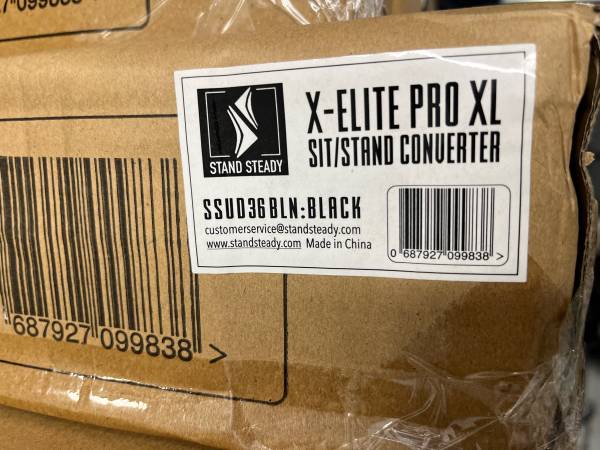 099838
STAND STEADY
X-ELITE PRO XL
SIT/STAND CONVERTER
SSUD36BLN:BLACK
customerservice@standsteady.com
www.standsteady.com Made in China
0 687927 099838 >
687927 099838 >